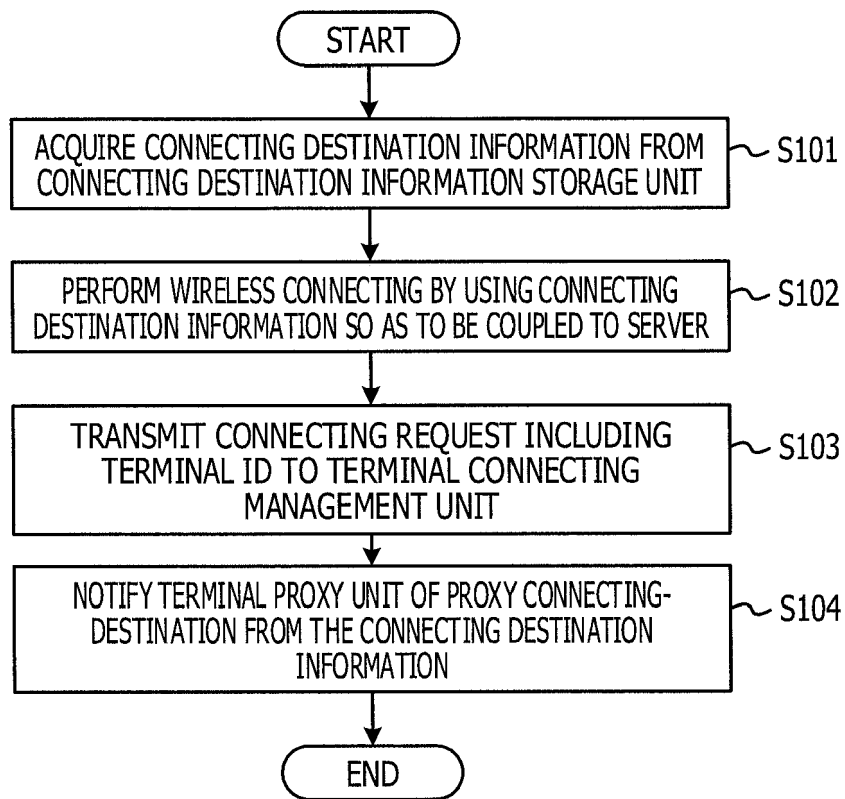 START
ACQUIRE CONNECTING DESTINATION INFORMATION FROM
CONNECTING DESTINATION INFORMATION STORAGE UNIT
S101
PERFORM WIRELESS CONNECTING BY USING CONNECTING
DESTINATION INFORMATION SO AS TO BE COUPLED TO SERVER
S102
TRANSMIT CONNECTING REQUEST INCLUDING
TERMINAL ID TO TERMINAL CONNECTING
MANAGEMENT UNIT
S103
NOTIFY TERMINAL PROXY UNIT OF PROXY CONNECTING-
DESTINATION FROM THE CONNECTING DESTINATION
INFORMATION
S104
END